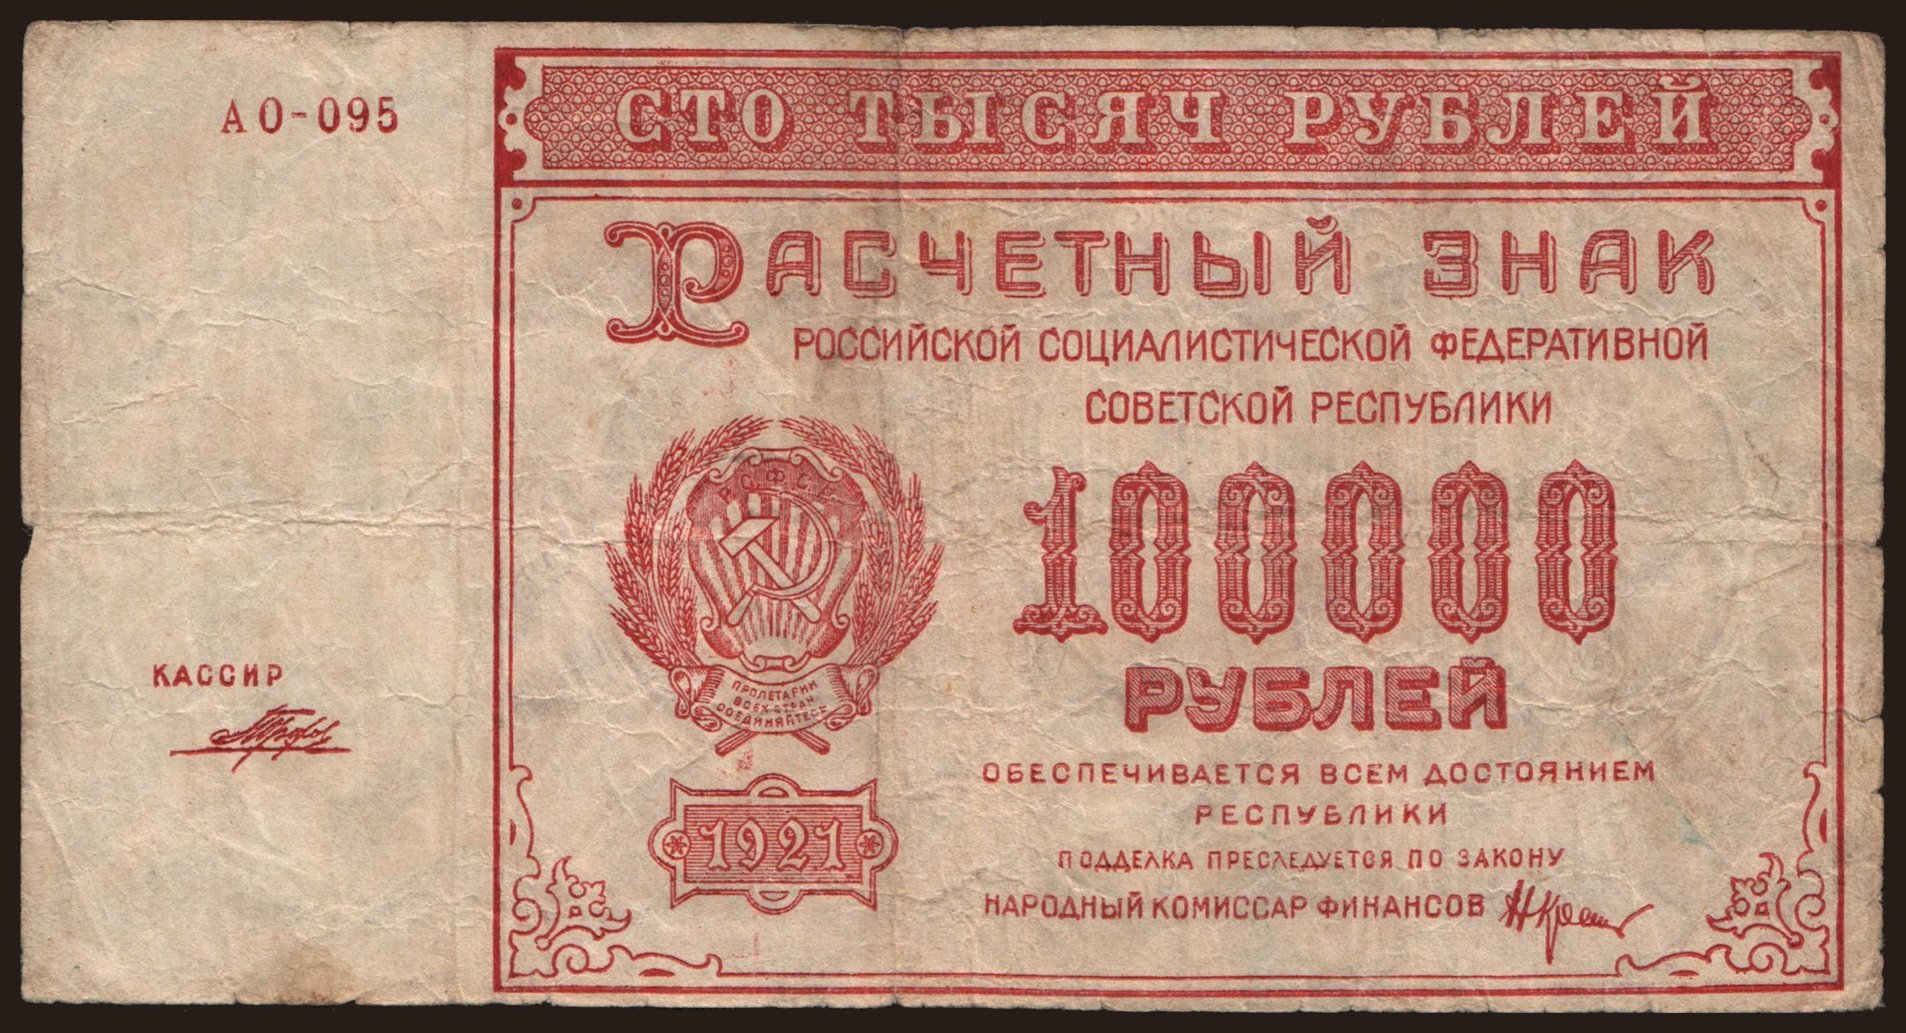 АО-095
СТО ТЫСЯЧ РУБЛЕЙ
РАСЧЕТНЫЙ ЗНАК
РОССИЙСКОЙ СОЦИАЛИСТИЧЕСКОЙ ФЕДЕРАТИВНОЙ
СОВЕТСКОЙ РЕСПУБЛИКИ
РСФСР
100000
РУБЛЕЙ
КАССИР
ПРОЛЕТАРИИ
ВСЕХ СТРАН
СОЕДИНЯЙТЕСЬ
ОБЕСПЕЧИВАЕТСЯ ВСЕМ ДОСТОЯНИЕМ
РЕСПУБЛИКИ
1921
ПОДДЕЛКА ПРЕСЛЕДУЕТСЯ ПО ЗАКОНУ
НАРОДНЫЙ КОМИССАР ФИНАНСОВ